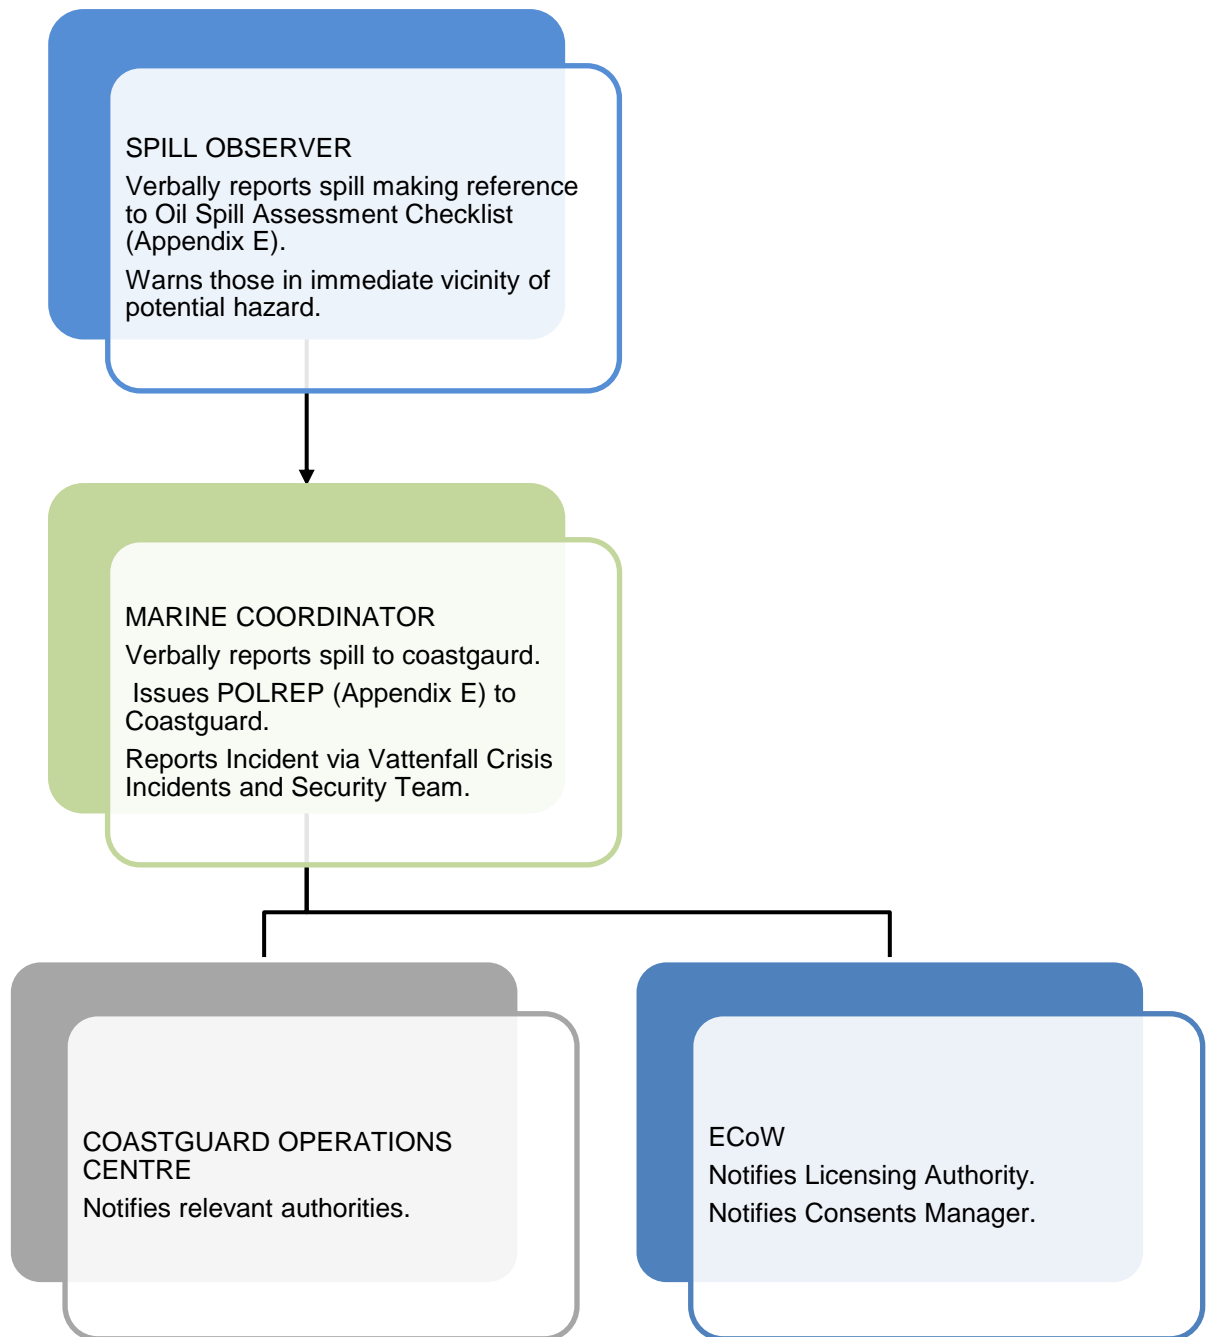 SPILL OBSERVER
Verbally reports spill making reference
to Oil Spill Assessment Checklist
(Appendix E).
Warns those in immediate vicinity of
potential hazard.
MARINE COORDINATOR
Verbally reports spill to coastgaurd.
Issues POLREP (Appendix E) to
Coastguard.
Reports Incident via Vattenfall Crisis
Incidents and Security Team.
COASTGUARD OPERATIONS
CENTRE
Notifies relevant authorities.
ECoW
Notifies Licensing Authority.
Notifies Consents Manager.